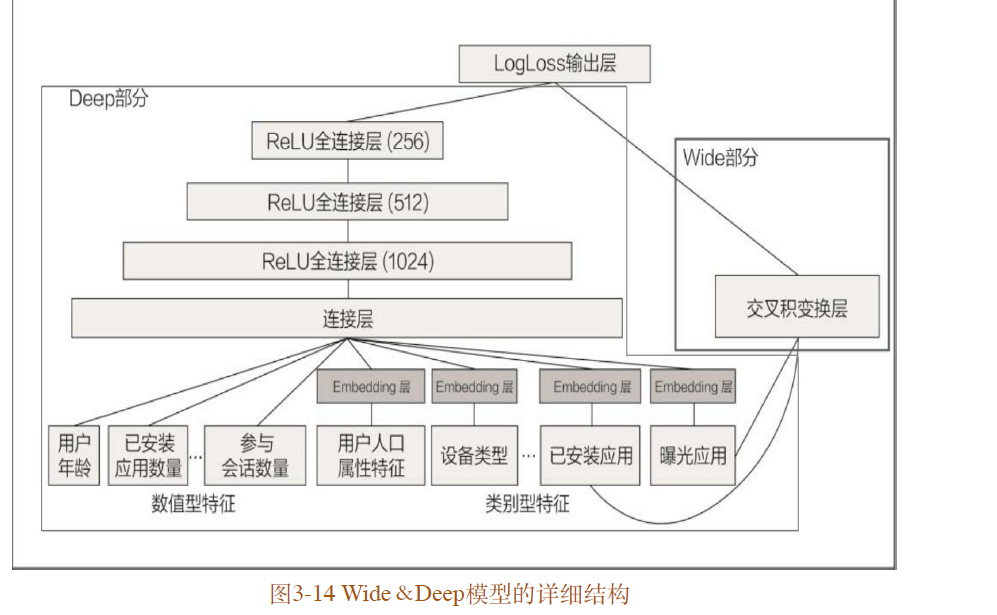 LogLoss输出层
Deep部分
ReLU全连接层(256)
Wide部分
ReLU全连接层(512)
ReLU全连接层(1024)
交叉积变换层
连接层
Embedding 层
Embedding 层
Embedding 层
Embedding 层
用户
年龄
已安装
应用数量
...
参与
会话数量
用户人口
属性特征
设备类型
...
已安装应用
曝光应用
数值型特征
类别型特征
图3-14 Wide&Deep模型的详细结构